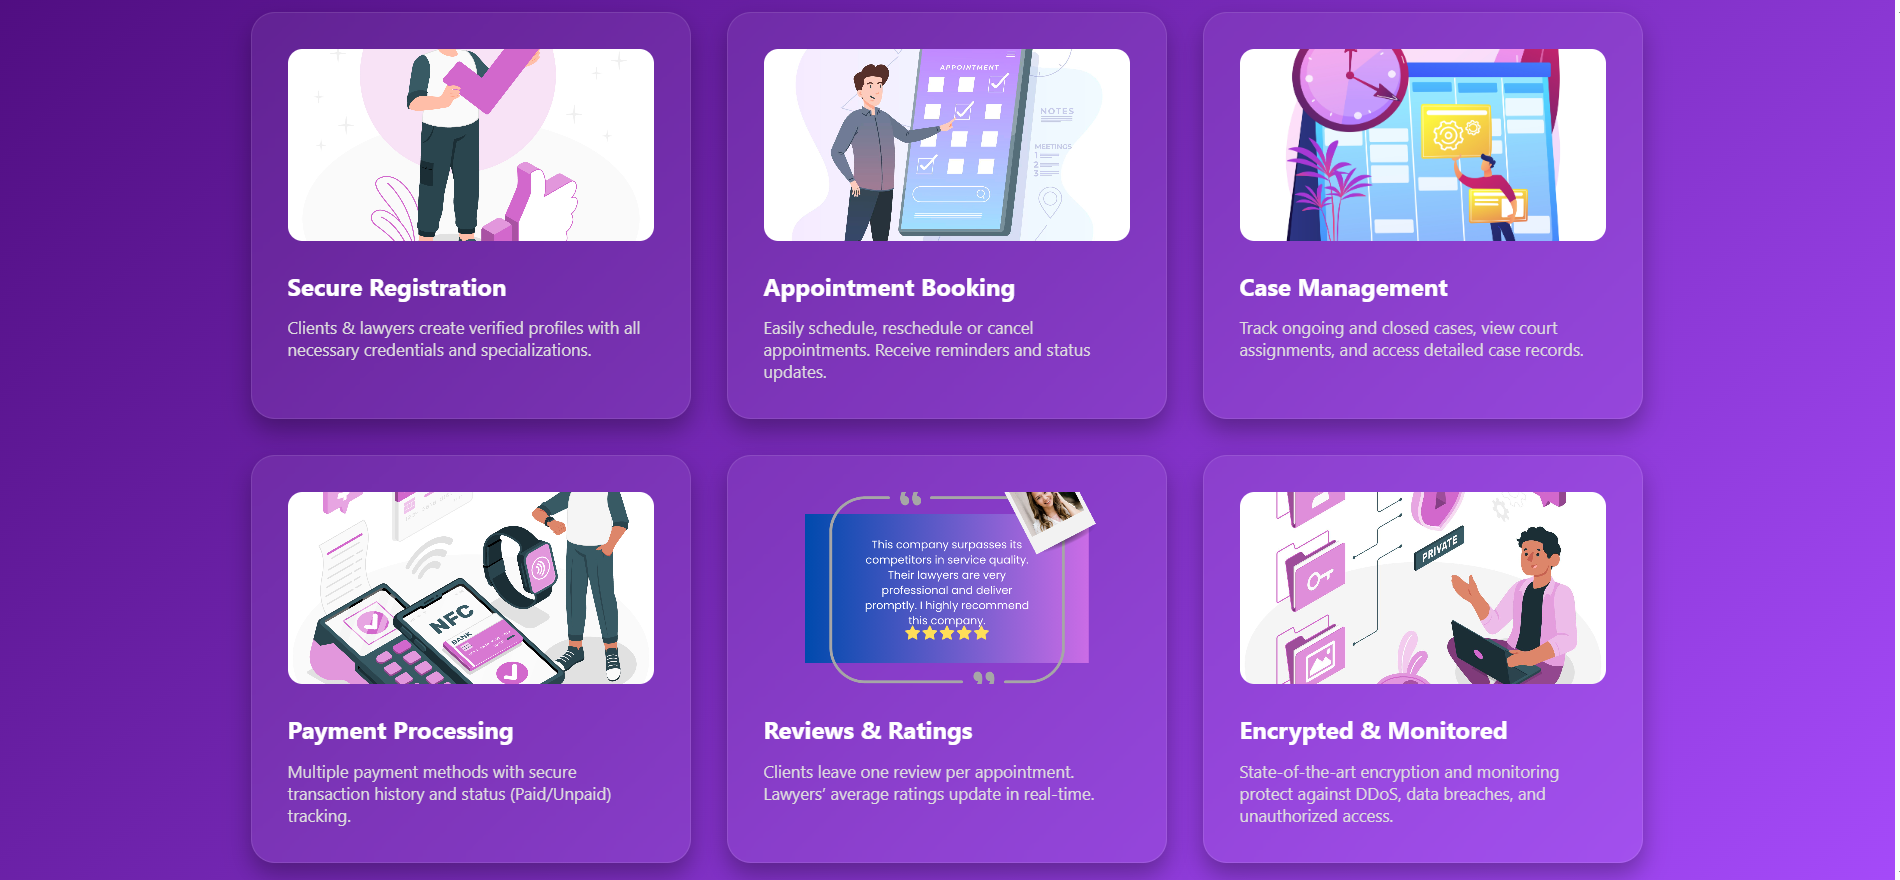 APPOINTMENT
NOTES
MEETINGS
1
2
3
Secure Registration
Clients & lawyers create verified profiles with all
necessary credentials and specializations.
Appointment Booking
Easily schedule, reschedule or cancel
appointments. Receive reminders and status
updates.
Case Management
Track ongoing and closed cases, view court
assignments, and access detailed case records.
NFC
BANK
Payment Processing
Multiple payment methods with secure
transaction history and status (Paid/Unpaid)
tracking.
“
This company surpasses its
competitors in service quality.
Their lawyers are very
professional and deliver
promptly. I highly recommend
this company.
”
Reviews & Ratings
Clients leave one review per appointment.
Lawyers’ average ratings update in real-time.
PRIVATE
Encrypted & Monitored
State-of-the-art encryption and monitoring
protect against DDoS, data breaches, and
unauthorized access.